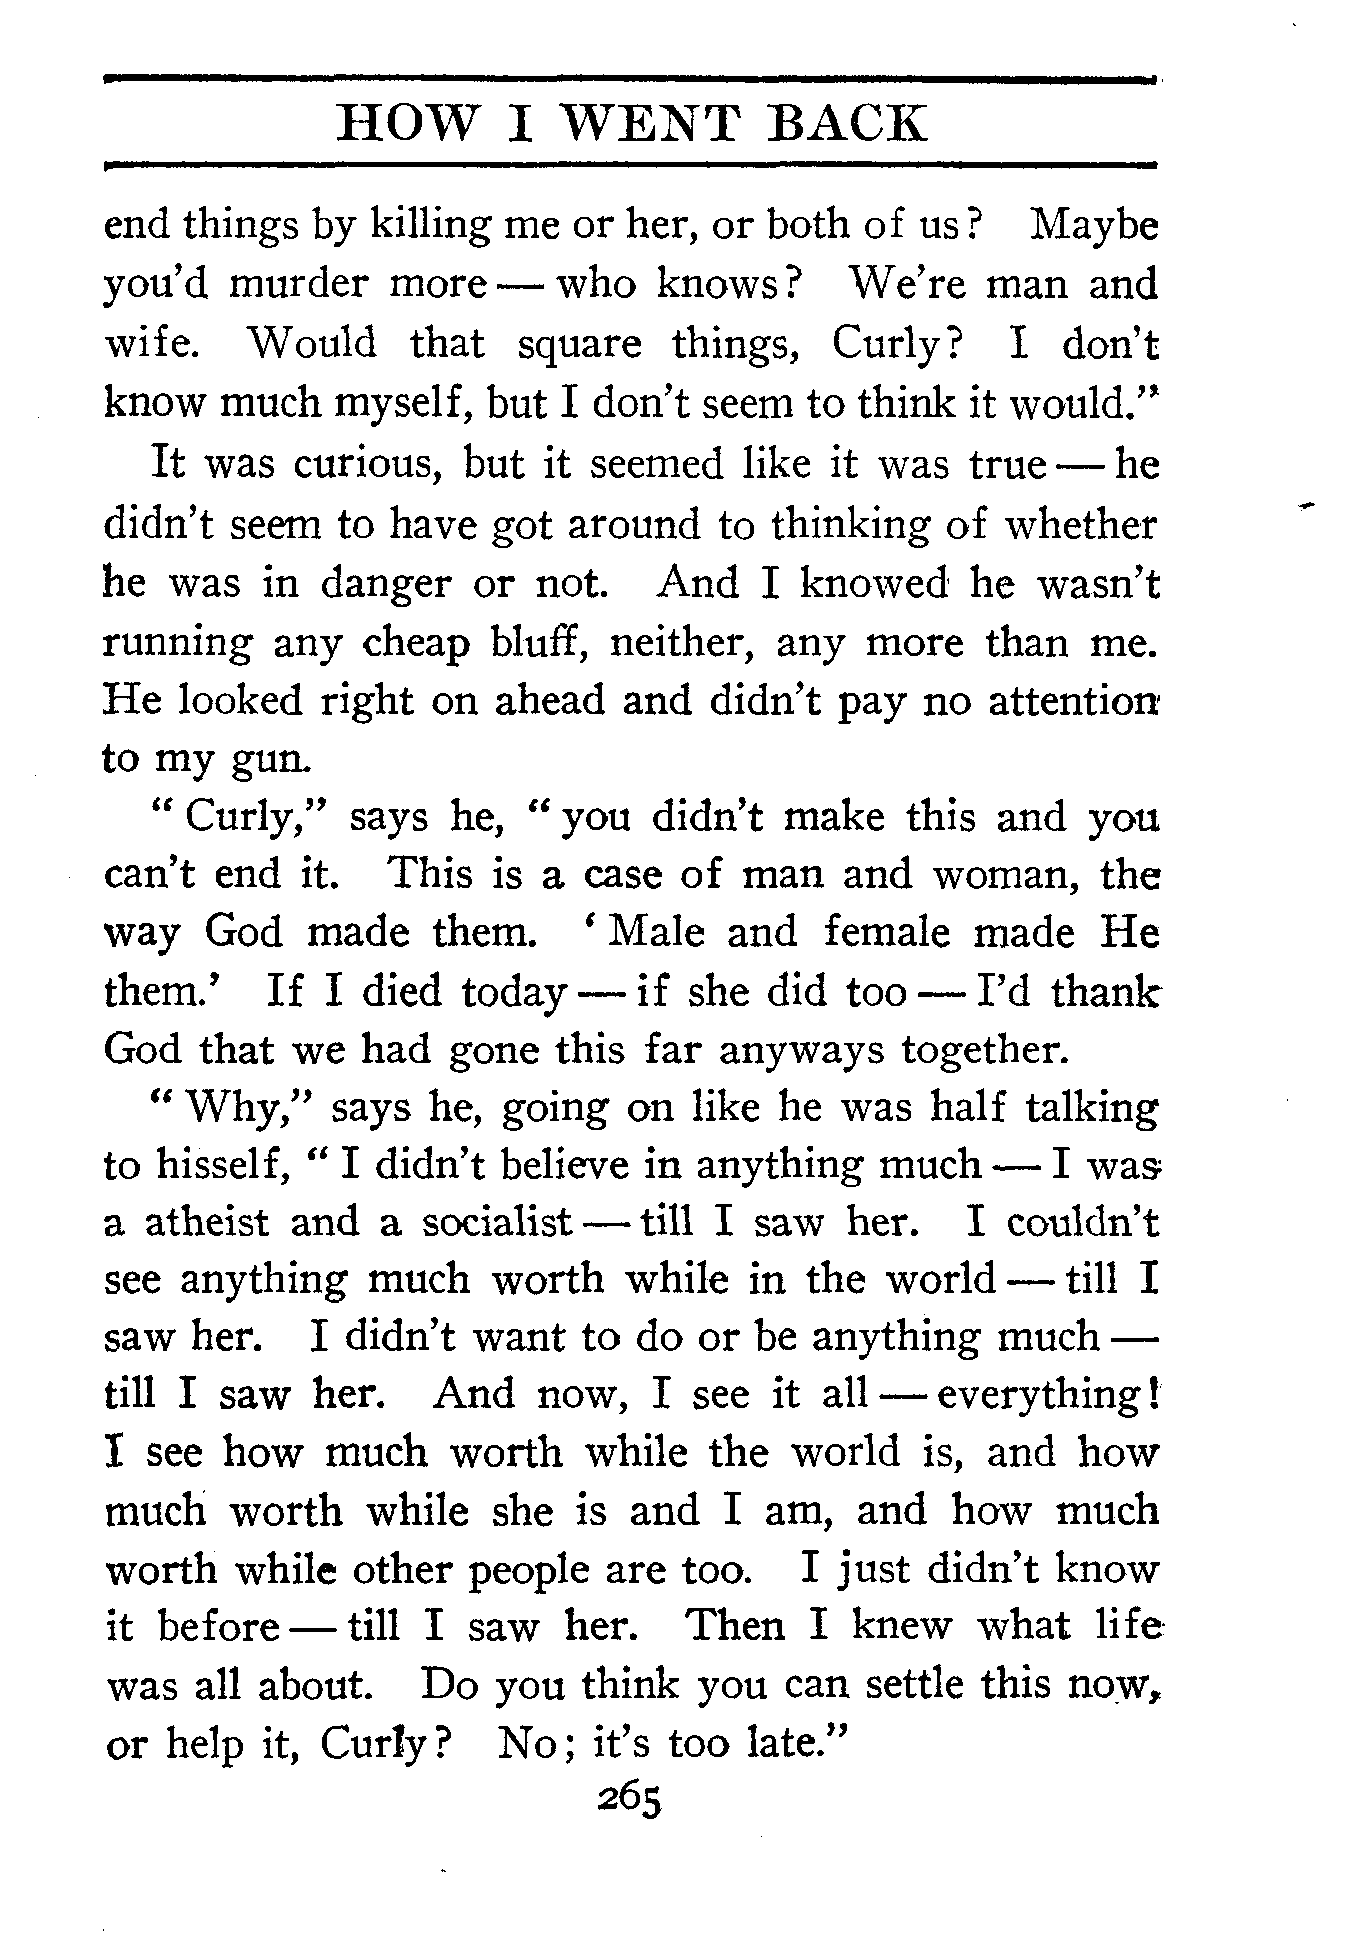 HOW I WENT BACK
end things by killing me or her, or both of us? Maybe
you'd murder more — who knows? We're man and
wife. Would that square things, Curly? I don't
know much myself, but I don't seem to think it would."
It was curious, but it seemed like it was true — he
didn't seem to have got around to thinking of whether
he was in danger or not. And I knowed he wasn't
running any cheap bluff, neither, any more than me.
He looked right on ahead and didn't pay no attention
to my gun.
" Curly," says he, " you didn't make this and you
can't end it. This is a case of man and woman, the
way God made them. ' Male and female made He
them.' If I died today — if she did too — I'd thank
God that we had gone this far anyways together.
" Why," says he, going on like he was half talking
to hisself, " I didn't believe in anything much — I was
a atheist and a socialist — till I saw her. I couldn't
see anything much worth while in the world — till I
saw her. I didn't want to do or be anything much —
till I saw her. And now, I see it all — everything!
I see how much worth while the world is, and how
much worth while she is and I am, and how much
worth while other people are too. I just didn't know
it before — till I saw her. Then I knew what life
was all about. Do you think you can settle this now,
or help it, Curly? No; it's too late."
265